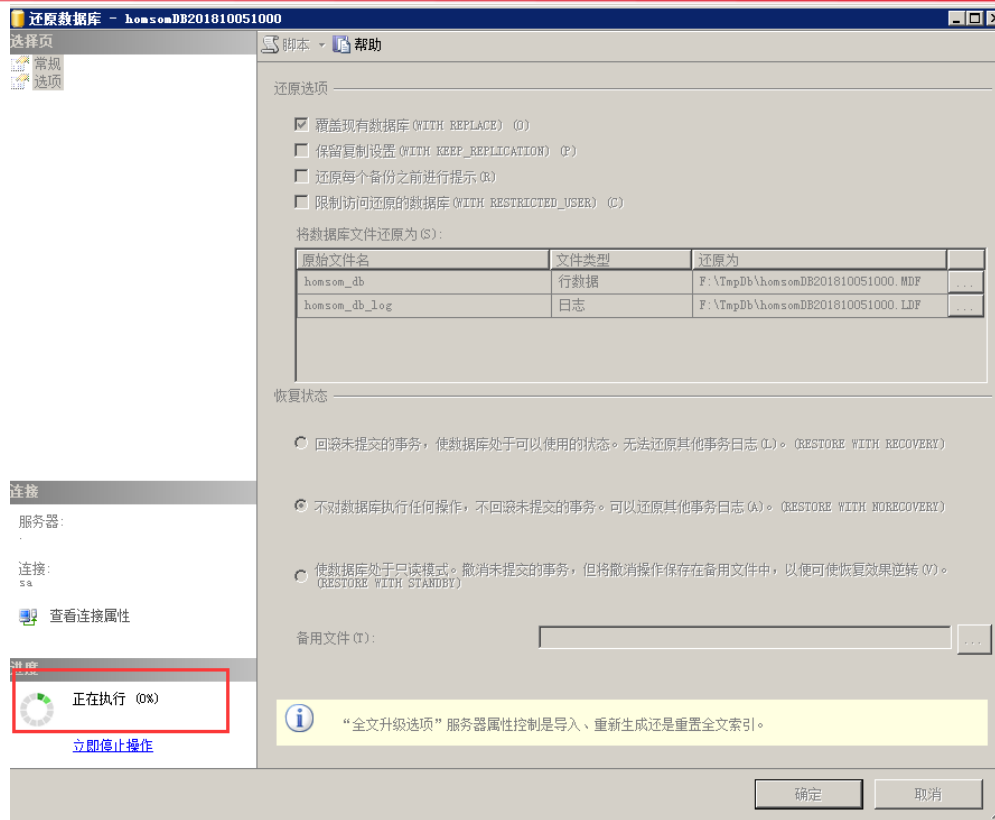 还原数据库 - homsomDB201810051000
选择页
常规
选项
脚本
帮助
还原选项
覆盖现有数据库(WITH REPLACE) (O)
保留复制设置(WITH KEEP_REPLICATION) (P)
还原每个备份之前进行提示(R)
限制访问还原的数据库(WITH RESTRICTED_USER) (C)
将数据库文件还原为(S):
原始文件名 文件类型 还原为
homsom_db 行数据 F:\TmpDb\homsomDB201810051000.MDF ...
homsom_db_log 日志 F:\TmpDb\homsomDB201810051000.LDF ...
恢复状态
回滚未提交的事务，使数据库处于可以使用的状态。无法还原其他事务日志(L)。(RESTORE WITH RECOVERY)
不对数据库执行任何操作，不回滚未提交的事务。可以还原其他事务日志(A)。(RESTORE WITH NORECOVERY)
使数据库处于只读模式。撤消未提交的事务，但将撤消操作保存在备用文件中，以便可使恢复效果逆转(V)。
(RESTORE WITH STANDBY)
备用文件(T):
...
连接
服务器:
.
连接:
sa
查看连接属性
进度
正在执行 (0%)
立即停止操作
“全文升级选项”服务器属性控制是导入、重新生成还是重置全文索引。
确定
取消